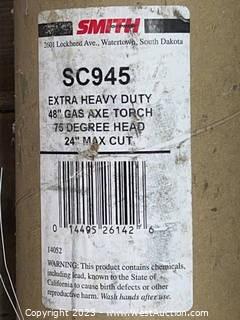 SMITH
2601 Lockheed Ave., Watertown, South Dakota
SC945
EXTRA HEAVY DUTY
48" GAS AXE TORCH
75 DEGREE HEAD
24" MAX CUT
0 14495 26142 6
14052
WARNING: This product contains chemicals,
including lead, known to the State of
California to cause birth defects or other
reproductive harm. Wash hands after use.
Copyright 2023 - WestAuction.com